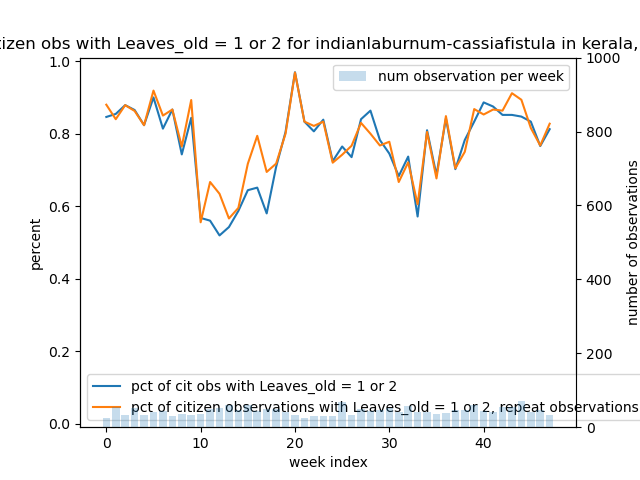 tizen obs with Leaves_old = 1 or 2 for indianlaburnum-cassiafistula in kerala,
num observation per week
1.0
0.8
0.6
0.4
0.2
0.0
percent
1000
800
600
400
200
0
number of observations
pct of cit obs with Leaves_old = 1 or 2
pct of citizen observations with Leaves_old = 1 or 2, repeat observations
0
10
20
30
40
week index